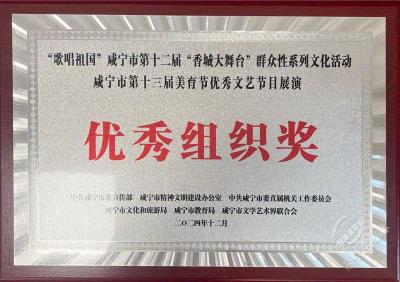 “歌唱祖国”咸宁市第十二届“香城大舞台”群众性系列文化活动
咸宁市第十三届美育节优秀文艺节目展演
优秀组织奖
中共咸宁市委宣传部 咸宁市精神文明建设办公室 中共咸宁市委直属机关工作委员会
咸宁市文化和旅游局 咸宁市教育局 咸宁市文学艺术界联合会
二〇二四年十二月